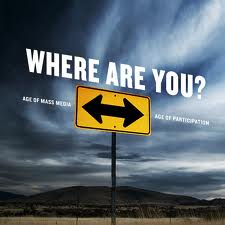 WHERE ARE YOU?
AGE OF MASS MEDIA
AGE OF PARTICIPATION